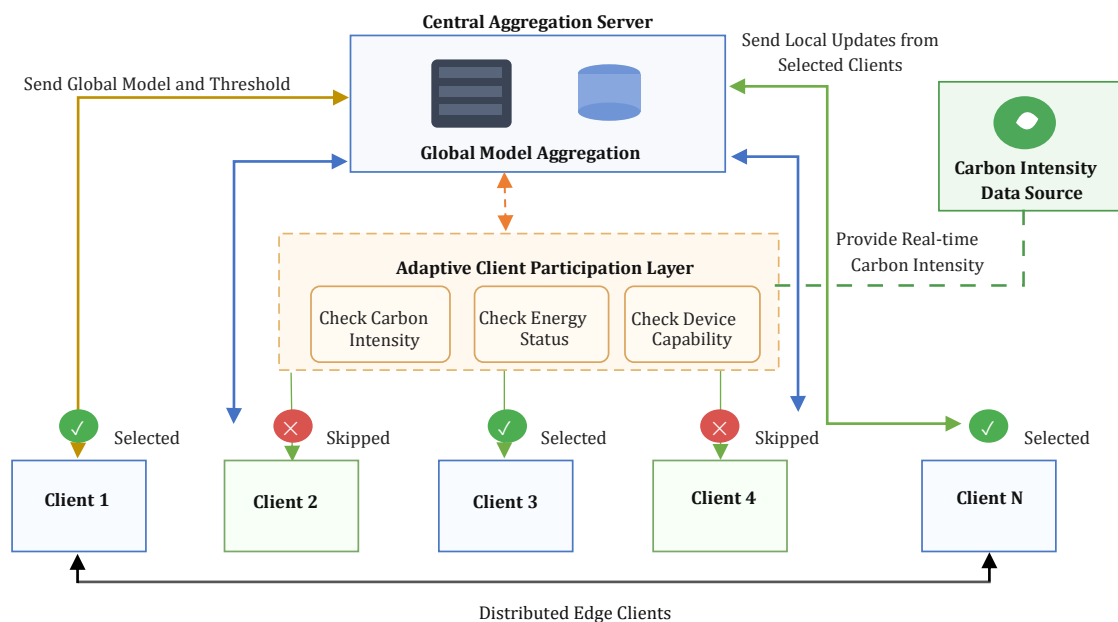 Central Aggregation Server
Send Local Updates from
Selected Clients
Send Global Model and Threshold
Global Model Aggregation
Carbon Intensity
Data Source
Provide Real-time
Carbon Intensity
Adaptive Client Participation Layer
Check Carbon
Intensity
Check Energy
Status
Check Device
Capability
Selected
Skipped
Selected
Skipped
Selected
Client 1
Client 2
Client 3
Client 4
Client N
Distributed Edge Clients